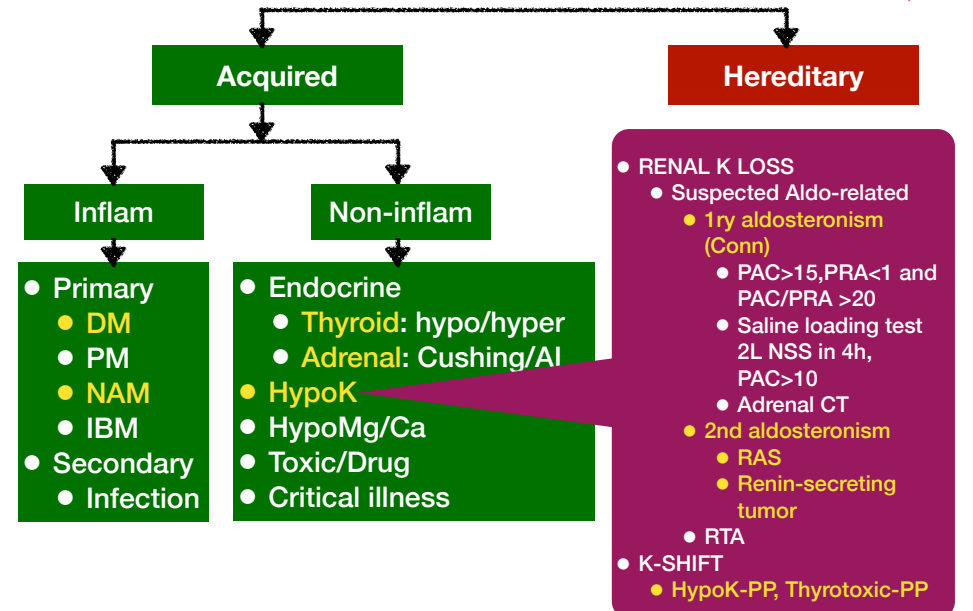 Acquired
Hereditary
Inflam
Non-inflam
● Primary
● DM
● PM
● NAM
● IBM
● Secondary
● Infection
● Endocrine
● Thyroid: hypo/hyper
● Adrenal: Cushing/AI
● HypoK
● HypoMg/Ca
● Toxic/Drug
● Critical illness
● RENAL K LOSS
● Suspected Aldo-related
● 1ry aldosteronism
(Conn)
● PAC>15,PRA<1 and
PAC/PRA >20
● Saline loading test
2L NSS in 4h,
PAC>10
● Adrenal CT
● 2nd aldosteronism
● RAS
● Renin-secreting
tumor
● RTA
● K-SHIFT
● HypoK-PP, Thyrotoxic-PP